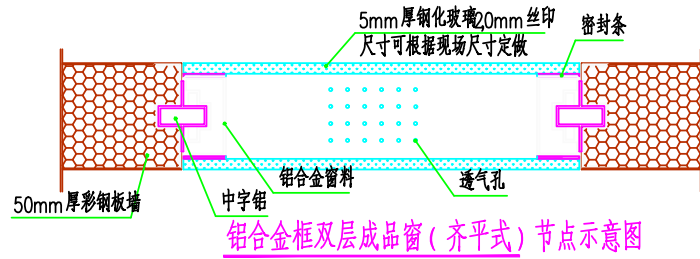 5mm厚钢化玻璃,20mm丝印
尺寸可根据现场尺寸定做
密封条
铝合金窗料
透气孔
中字铝
50mm厚彩钢板墙
铝合金框双层成品窗(齐平式)节点示意图